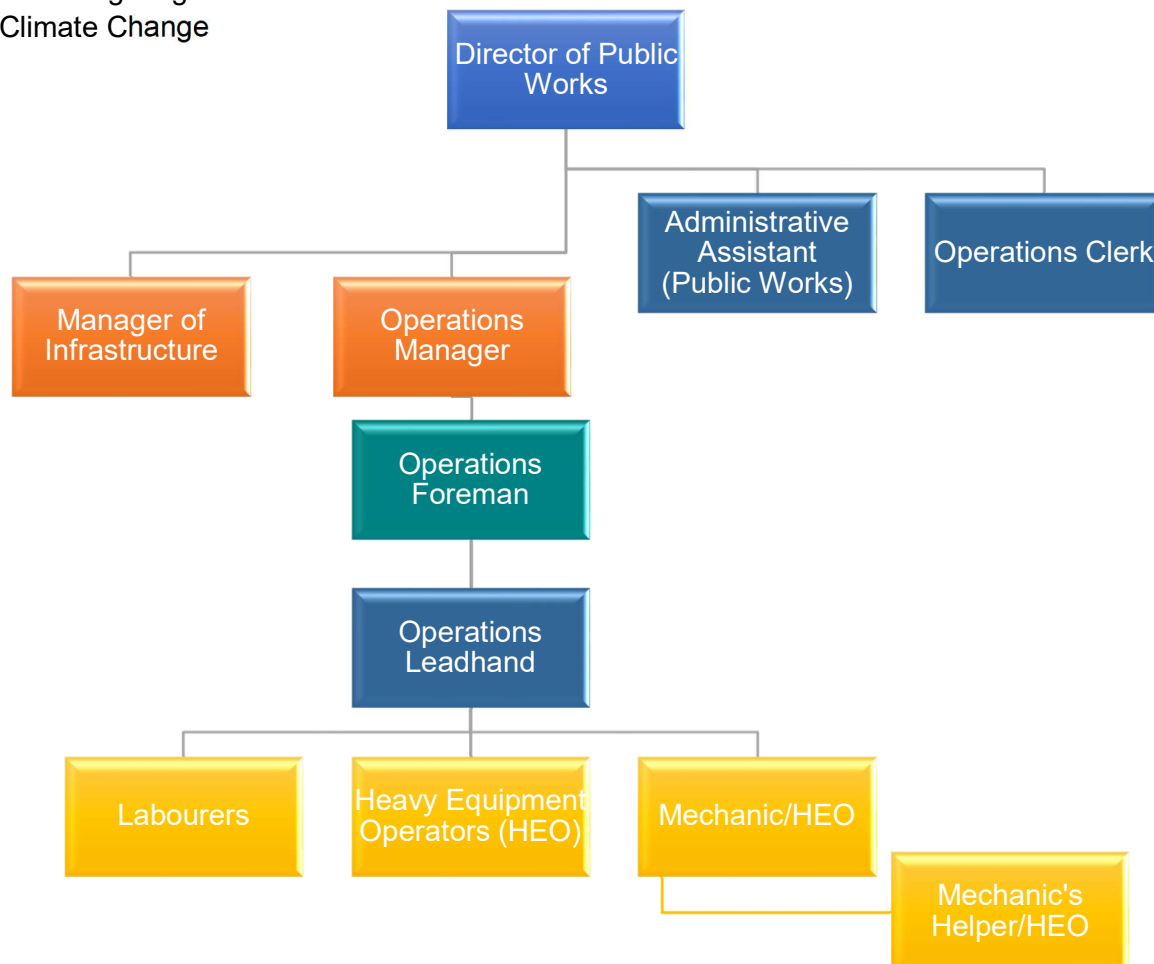 Climate Change
Director of Public
Works
Administrative
Assistant
(Public Works)
Operations Clerk
Manager of
Infrastructure
Operations
Manager
Operations
Foreman
Operations
Leadhand
Labourers
Heavy Equipment
Operators (HEO)
Mechanic/HEO
Mechanic's
Helper/HEO